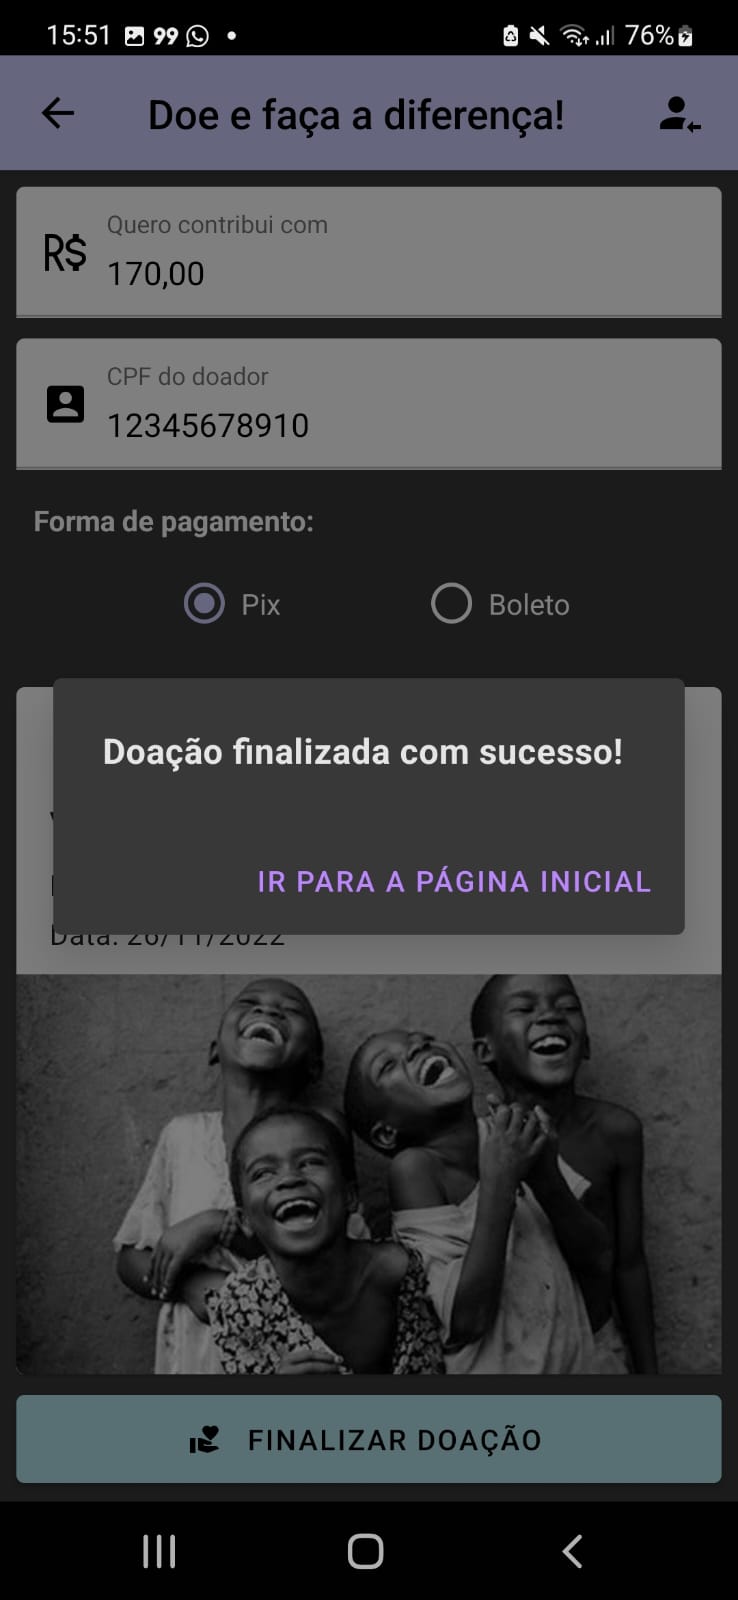 15:51 99 76%
Doe e faça a diferença!
Quero contribui com
R$ 170,00
CPF do doador
12345678910
Forma de pagamento:
Pix Boleto
Doação finalizada com sucesso!
IR PARA A PÁGINA INICIAL
Data: 26/11/2022
FINALIZAR DOAÇÃO